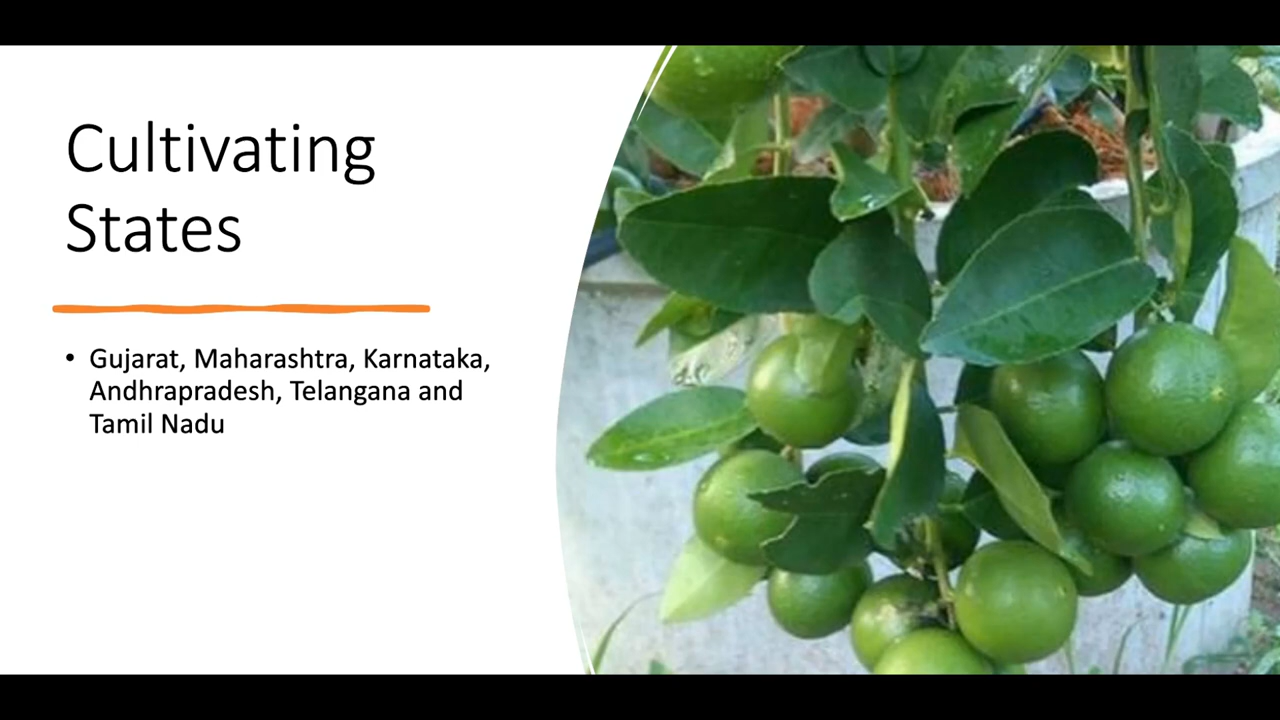 Cultivating
States
• Gujarat, Maharashtra, Karnataka,
Andhrapradesh, Telangana and
Tamil Nadu